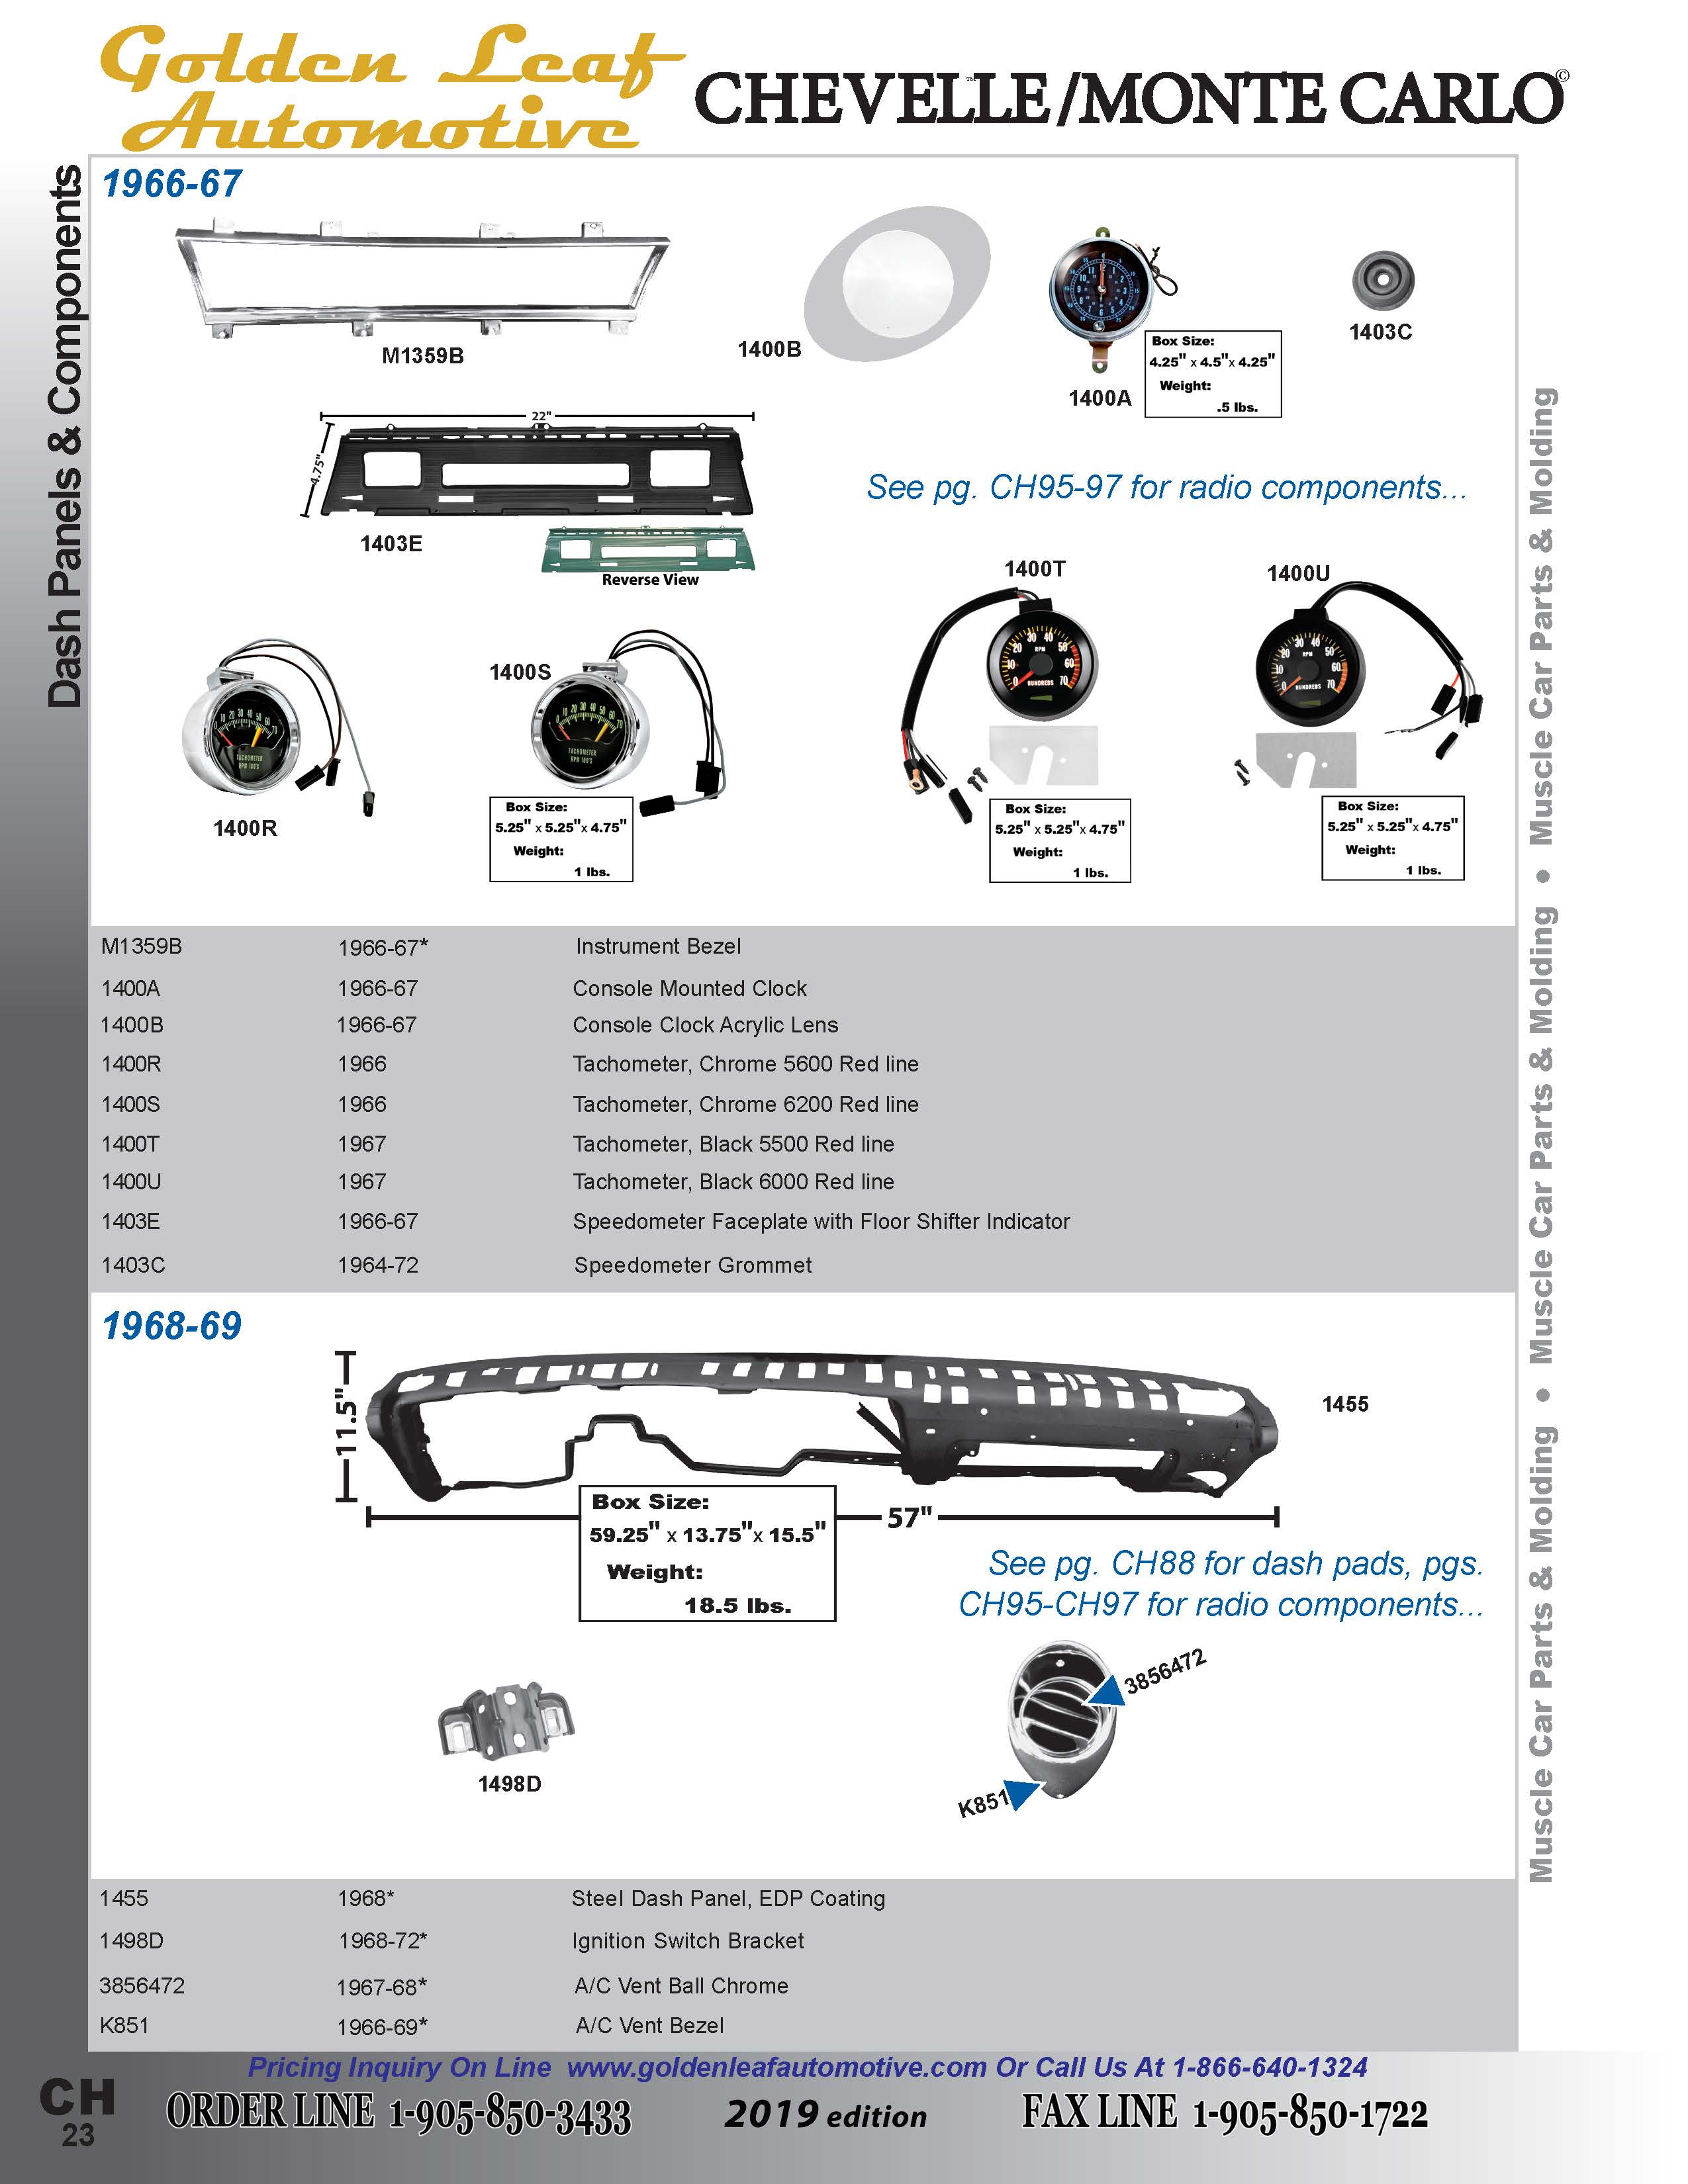 Golden Leaf
Automotive
CHEVELLE/MONTE CARLO©
™
Dash Panels & Components
1966-67
M1359B
1400B
1400A
Box Size:
4.25" x 4.5"x 4.25"
Weight:
.5 lbs.
1403C
22"
4.75"
1403E
Reverse View
See pg. CH95-97 for radio components...
1400R
1400S
Box Size:
5.25" x 5.25"x 4.75"
Weight:
1 lbs.
1400T
Box Size:
5.25" x 5.25"x 4.75"
Weight:
1 lbs.
1400U
Box Size:
5.25" x 5.25"x 4.75"
Weight:
1 lbs.
M1359B 1966-67* Instrument Bezel
1400A 1966-67 Console Mounted Clock
1400B 1966-67 Console Clock Acrylic Lens
1400R 1966 Tachometer, Chrome 5600 Red line
1400S 1966 Tachometer, Chrome 6200 Red line
1400T 1967 Tachometer, Black 5500 Red line
1400U 1967 Tachometer, Black 6000 Red line
1403E 1966-67 Speedometer Faceplate with Floor Shifter Indicator
1403C 1964-72 Speedometer Grommet
1968-69
11.5"
1455
57"
Box Size:
59.25" x 13.75"x 15.5"
Weight:
18.5 lbs.
See pg. CH88 for dash pads, pgs.
CH95-CH97 for radio components...
1498D
3856472
K851
1455 1968* Steel Dash Panel, EDP Coating
1498D 1968-72* Ignition Switch Bracket
3856472 1967-68* A/C Vent Ball Chrome
K851 1966-69* A/C Vent Bezel
Muscle Car Parts & Molding • Muscle Car Parts & Molding • Muscle Car Parts & Molding
Pricing Inquiry On Line www.goldenleafautomotive.com Or Call Us At 1-866-640-1324
CH
23
ORDER LINE 1-905-850-3433
2019 edition
FAX LINE 1-905-850-1722